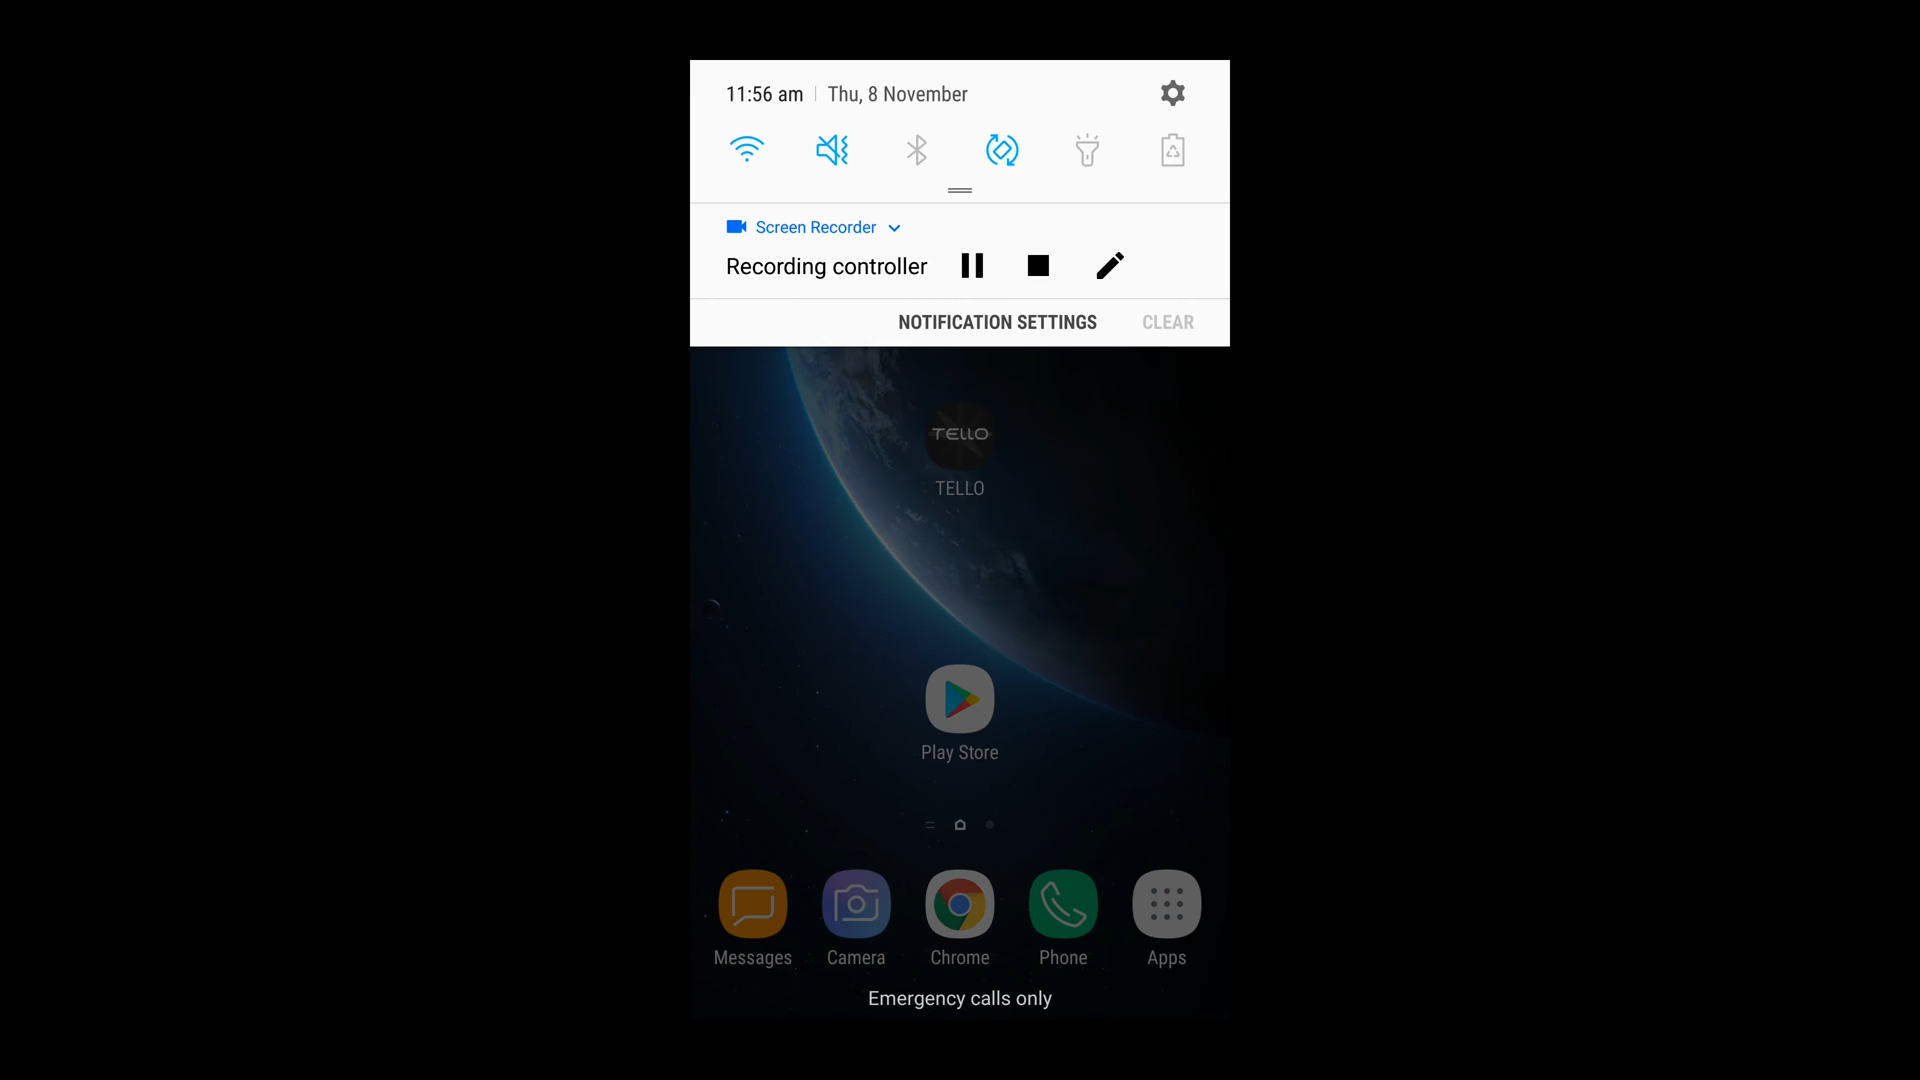 11:56 am | Thu, 8 November
Screen Recorder
Recording controller
NOTIFICATION SETTINGS CLEAR
TELLO
TELLO
Play Store
Messages Camera Chrome Phone Apps
Emergency calls only